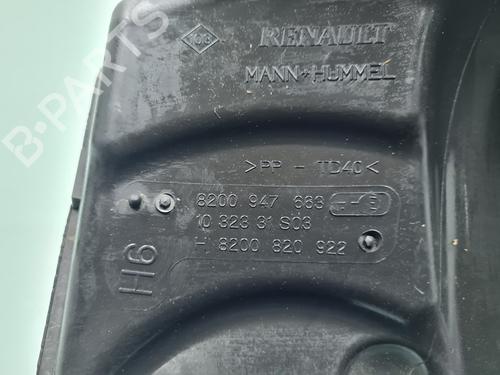 RENAULT
MANN+HUMMEL
>PP - TD40<
8200 947 663
10 323 31 S03
H 8200 820 922
H6
B-PARTS